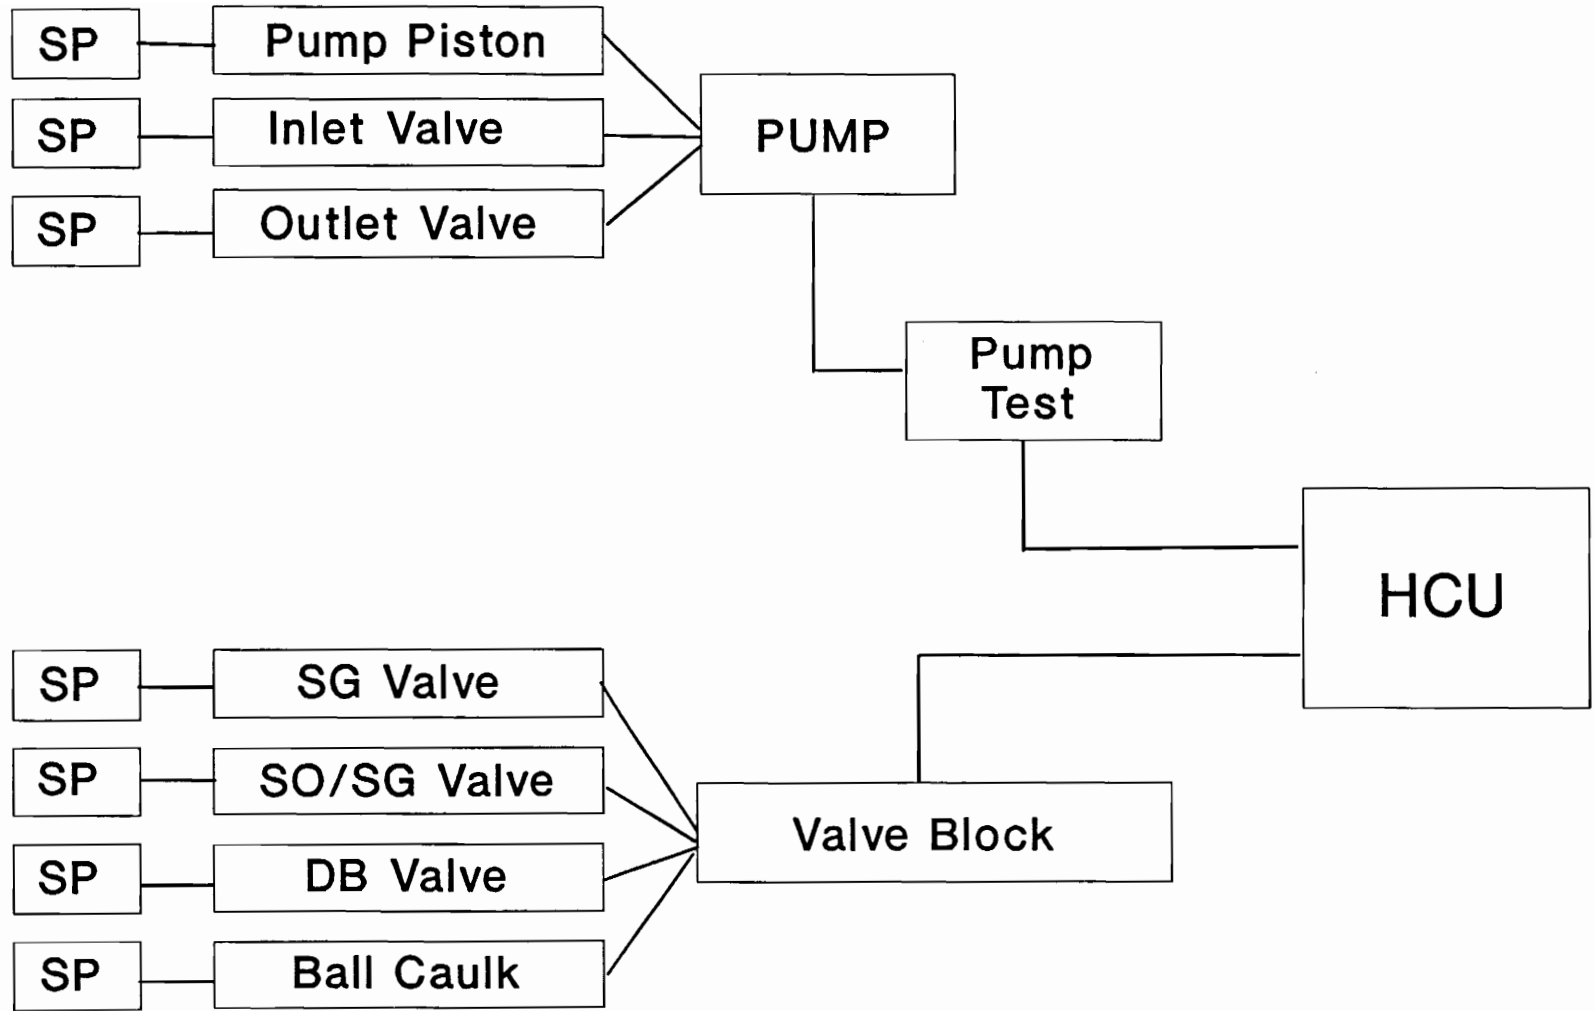 SP
Pump Piston
SP
Inlet Valve
SP
Outlet Valve
PUMP
Pump
Test
HCU
SP
SG Valve
SP
SO/SG Valve
SP
DB Valve
SP
Ball Caulk
Valve Block